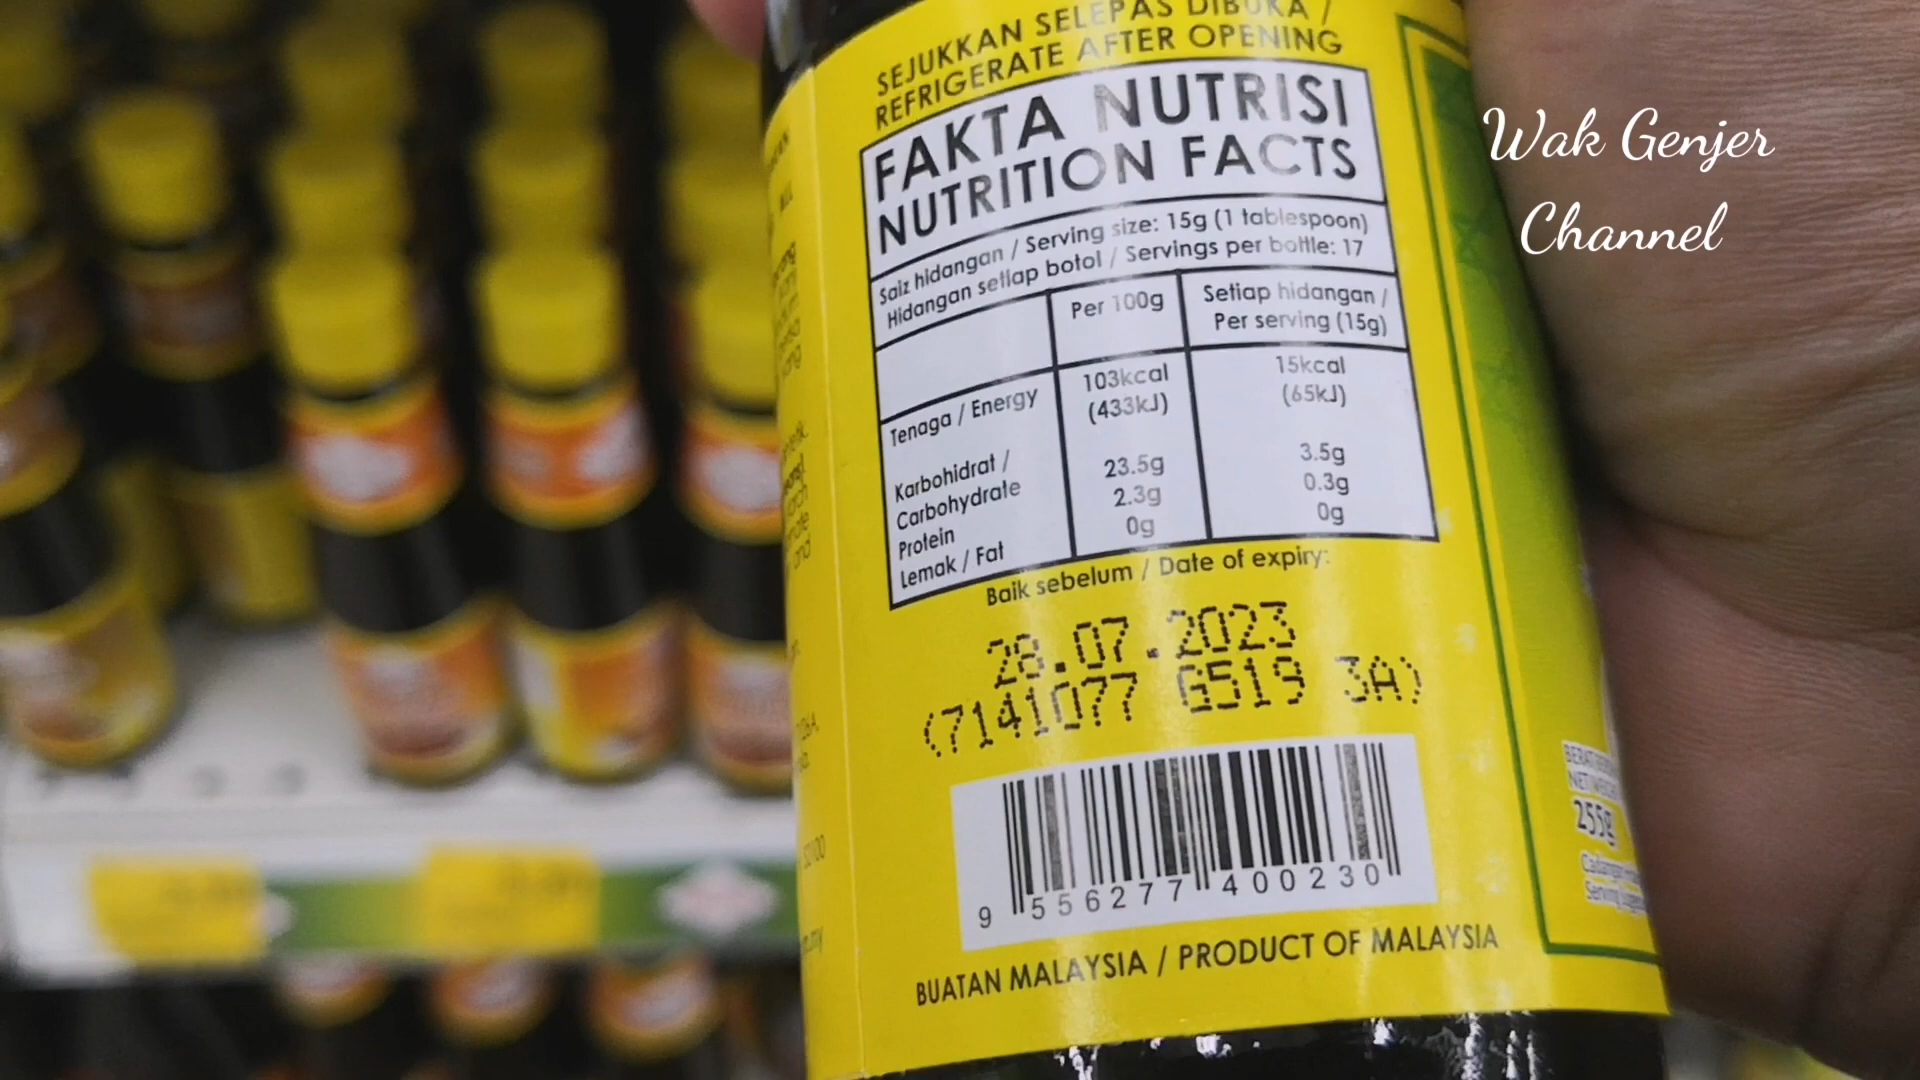 SEJUKKAN SELEPAS DIBUKA /
REFRIGERATE AFTER OPENING
FAKTA NUTRISI
NUTRITION FACTS
Saiz hidangan / Serving size: 15g (1 tablespoon)
Hidangan setiap botol / Servings per bottle: 17
Per 100g
Setiap hidangan /
Per serving (15g)
Tenaga / Energy 103kcal 15kcal
(433kJ) (65kJ)
Karbohidrat /
Carbohydrate 23.5g 3.5g
Protein 2.3g 0.3g
Lemak / Fat 0g 0g
Baik sebelum / Date of expiry:
28.07.2023
(7141077 G519 3A)
9 556277 400230
BUATAN MALAYSIA / PRODUCT OF MALAYSIA
255g
Wak Genjer
Channel